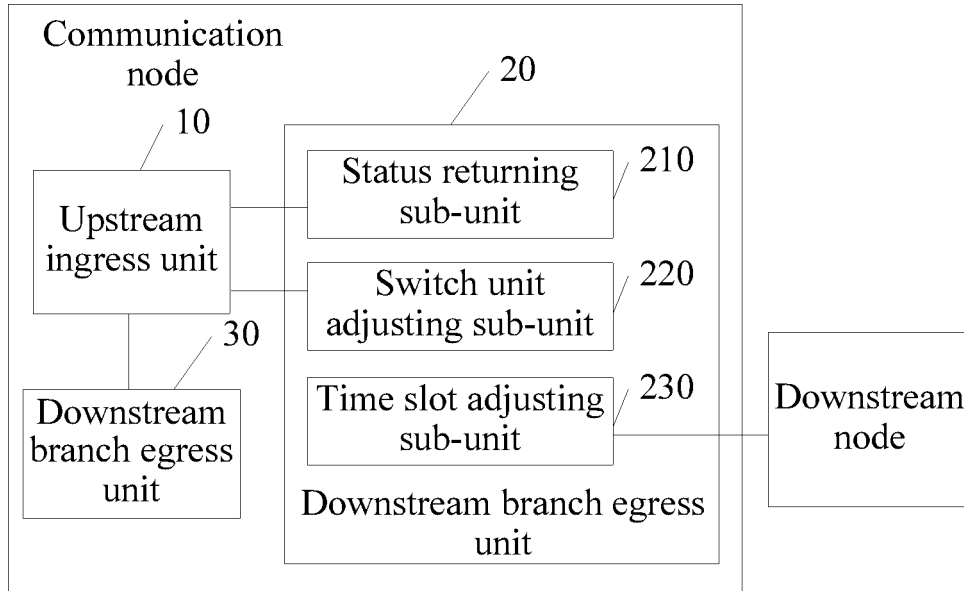 Communication
node
10
20
Upstream
ingress unit
Status returning
sub-unit
210
Switch unit
adjusting sub-unit
220
30
Downstream
branch egress
unit
Time slot adjusting
sub-unit
230
Downstream branch egress
unit
Downstream
node